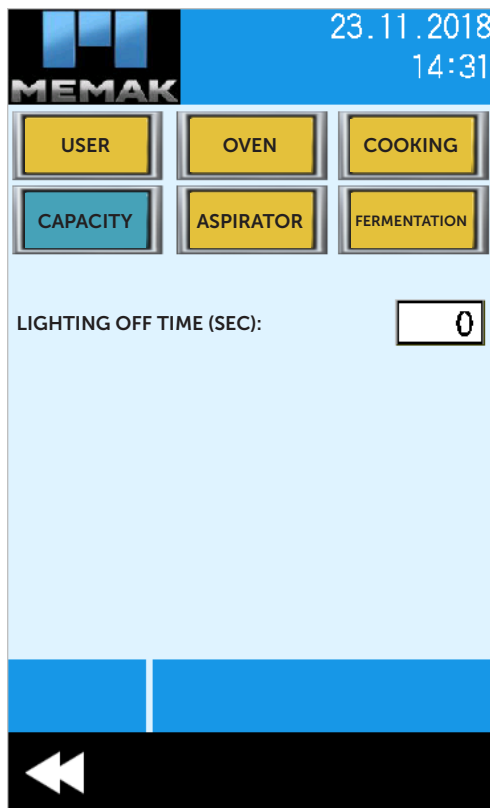 23.11.2018
14:31
MEMAK
USER
OVEN
COOKING
CAPACITY
ASPIRATOR
FERMENTATION
LIGHTING OFF TIME (SEC):
0